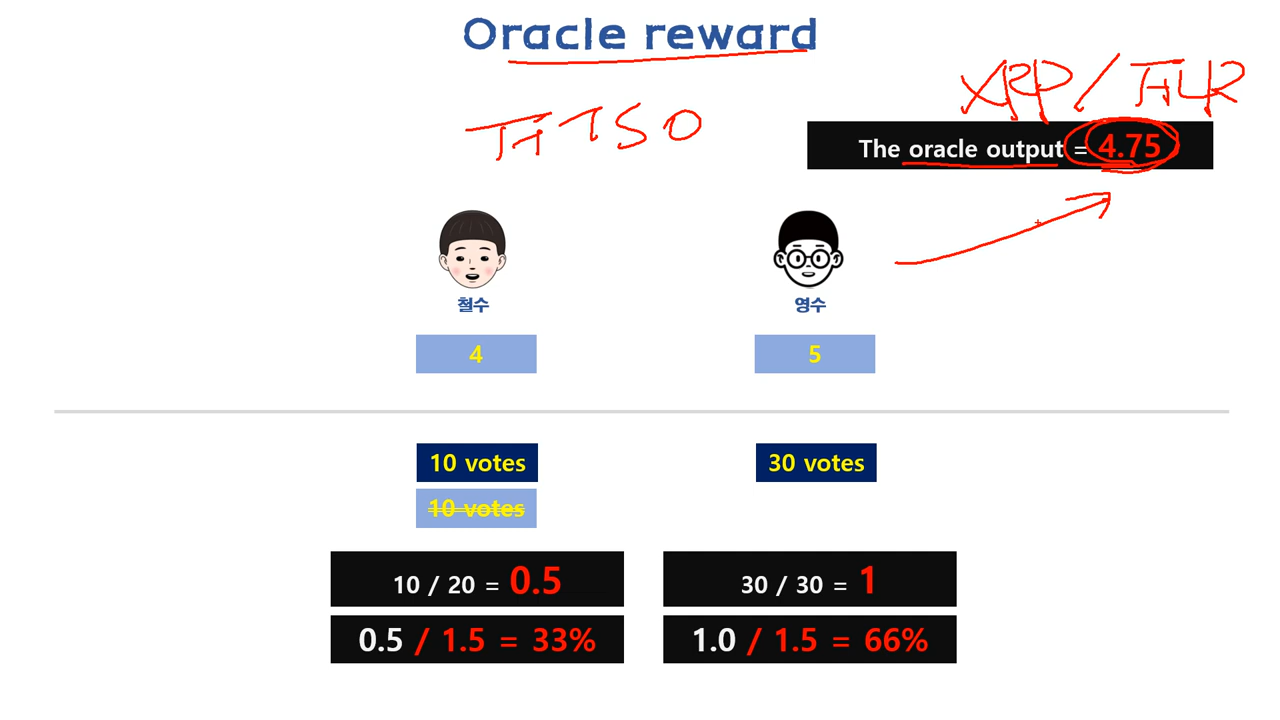 Oracle reward
XRP / FLR
FTSO
The oracle output = 4.75
철수
영수
4
5
10 votes
30 votes
10 votes
10 / 20 = 0.5
30 / 30 = 1
0.5 / 1.5 = 33%
1.0 / 1.5 = 66%